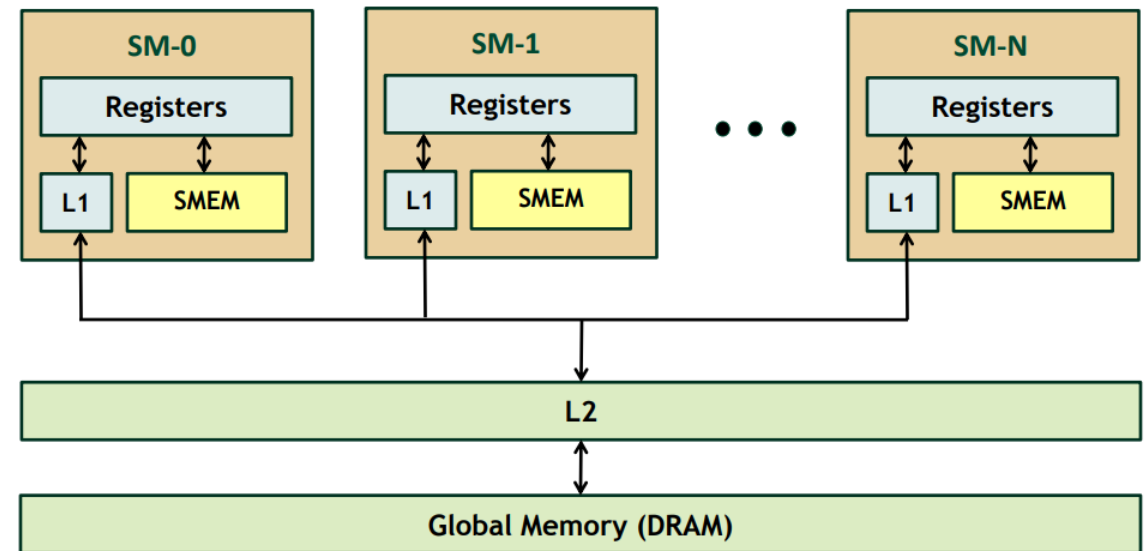 SM-0
Registers
L1
SMEM
SM-1
Registers
L1
SMEM
SM-N
Registers
L1
SMEM
L2
Global Memory (DRAM)